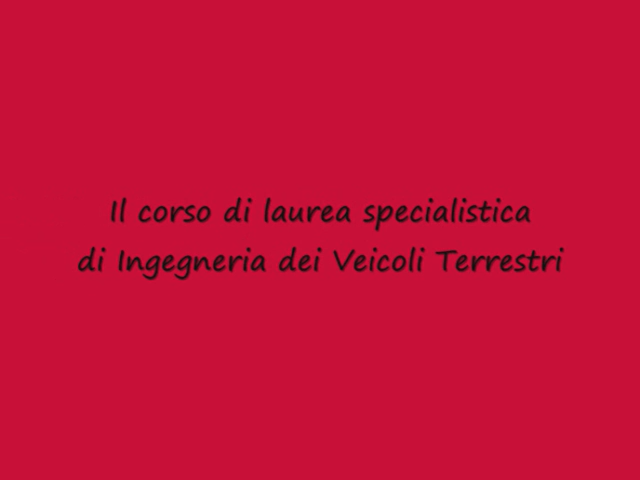 Il corso di laurea specialistica
di Ingegneria dei Veicoli Terrestri